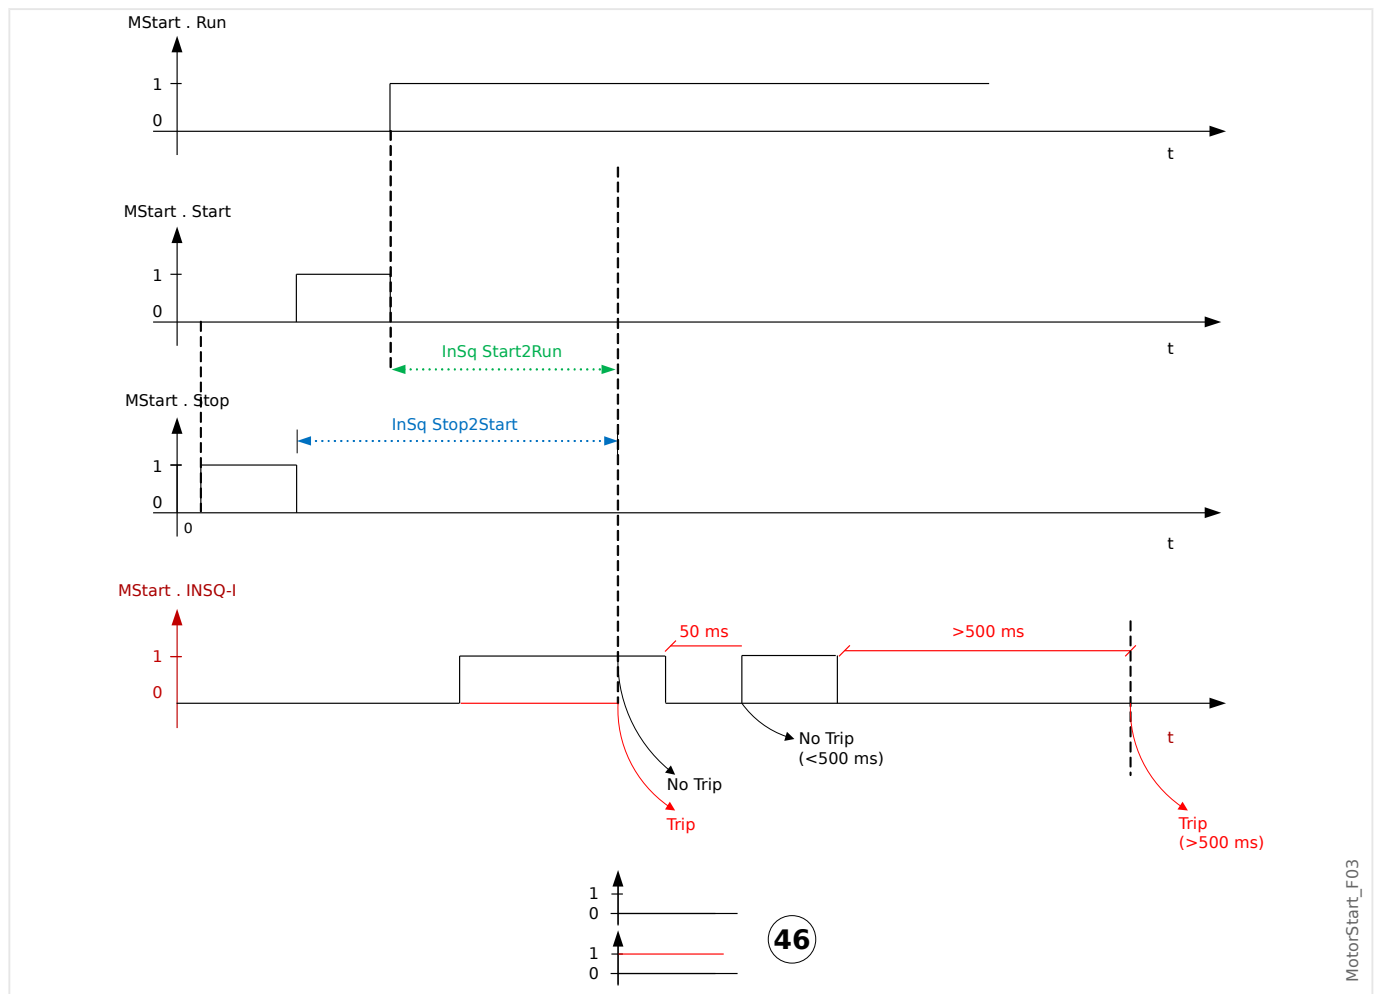 MStart . Run
1
0
t
MStart . Start
1
0
t
InSq Start2Run
MStart . Stop
InSq Stop2Start
1
0
0
t
MStart . INSQ-I
50 ms
>500 ms
1
0
t
No Trip
(<500 ms)
No Trip
Trip
Trip
(>500 ms)
1
0
46
1
0
MotorStart_F03